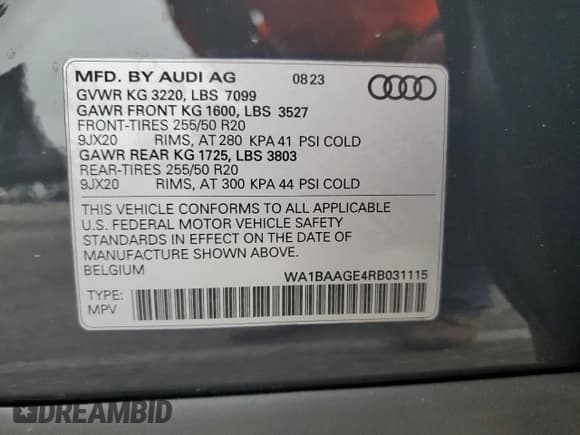 MFD. BY AUDI AG 0823
GVWR KG 3220, LBS 7099
GAWR FRONT KG 1600, LBS 3527
FRONT-TIRES 255/50 R20
9JX20 RIMS, AT 280 KPA 41 PSI COLD
GAWR REAR KG 1725, LBS 3803
REAR-TIRES 255/50 R20
9JX20 RIMS, AT 300 KPA 44 PSI COLD
THIS VEHICLE CONFORMS TO ALL APPLICABLE
U.S. FEDERAL MOTOR VEHICLE SAFETY
STANDARDS IN EFFECT ON THE DATE OF
MANUFACTURE SHOWN ABOVE.
BELGIUM WA1BAAGE4RB031115
TYPE:
MPV
DREAMBID